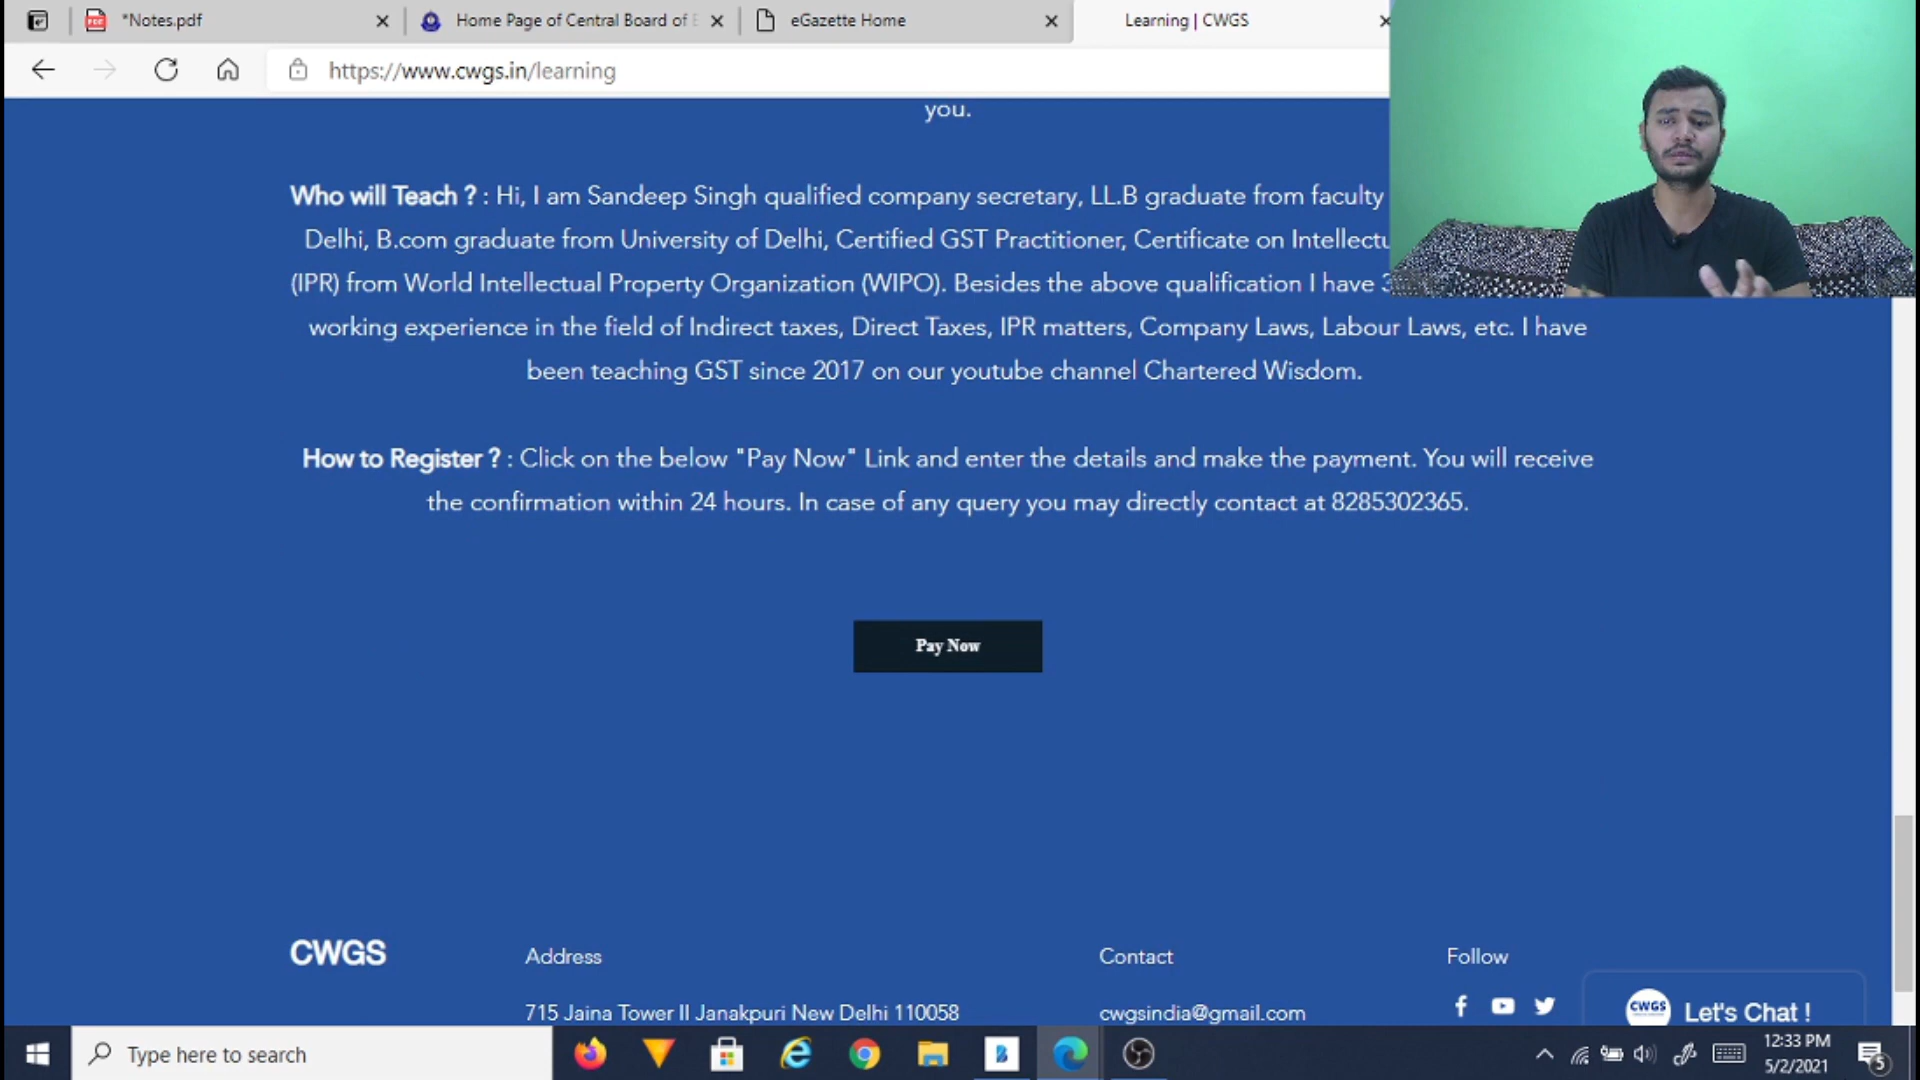 *Notes.pdf
Home Page of Central Board of
eGazette Home
Learning | CWGS
https://www.cwgs.in/learning
you.
Who will Teach ? : Hi, I am Sandeep Singh qualified company secretary, LL.B graduate from faculty
Delhi, B.com graduate from University of Delhi, Certified GST Practitioner, Certificate on Intellectu
(IPR) from World Intellectual Property Organization (WIPO). Besides the above qualification I have 3
working experience in the field of Indirect taxes, Direct Taxes, IPR matters, Company Laws, Labour Laws, etc. I have
been teaching GST since 2017 on our youtube channel Chartered Wisdom.
How to Register ? : Click on the below "Pay Now" Link and enter the details and make the payment. You will receive
the confirmation within 24 hours. In case of any query you may directly contact at 8285302365.
Pay Now
CWGS
Address
Contact
Follow
715 Jaina Tower II Janakpuri New Delhi 110058
cwgsindia@gmail.com
CWGS
Let's Chat !
Type here to search
12:33 PM
5/2/2021
5